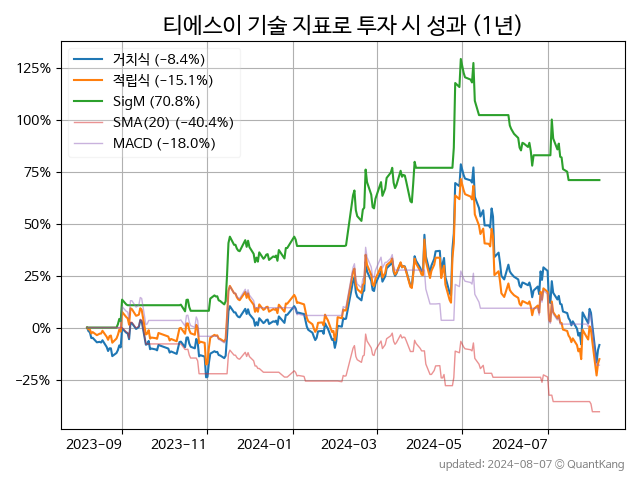 티에스이 기술 지표로 투자 시 성과 (1년)
거치식 (-8.4%)
적립식 (-15.1%)
SigM (70.8%)
SMA(20) (-40.4%)
MACD (-18.0%)
125%
100%
75%
50%
25%
0%
-25%
2023-09 2023-11 2024-01 2024-03 2024-05 2024-07
updated: 2024-08-07 © QuantKang